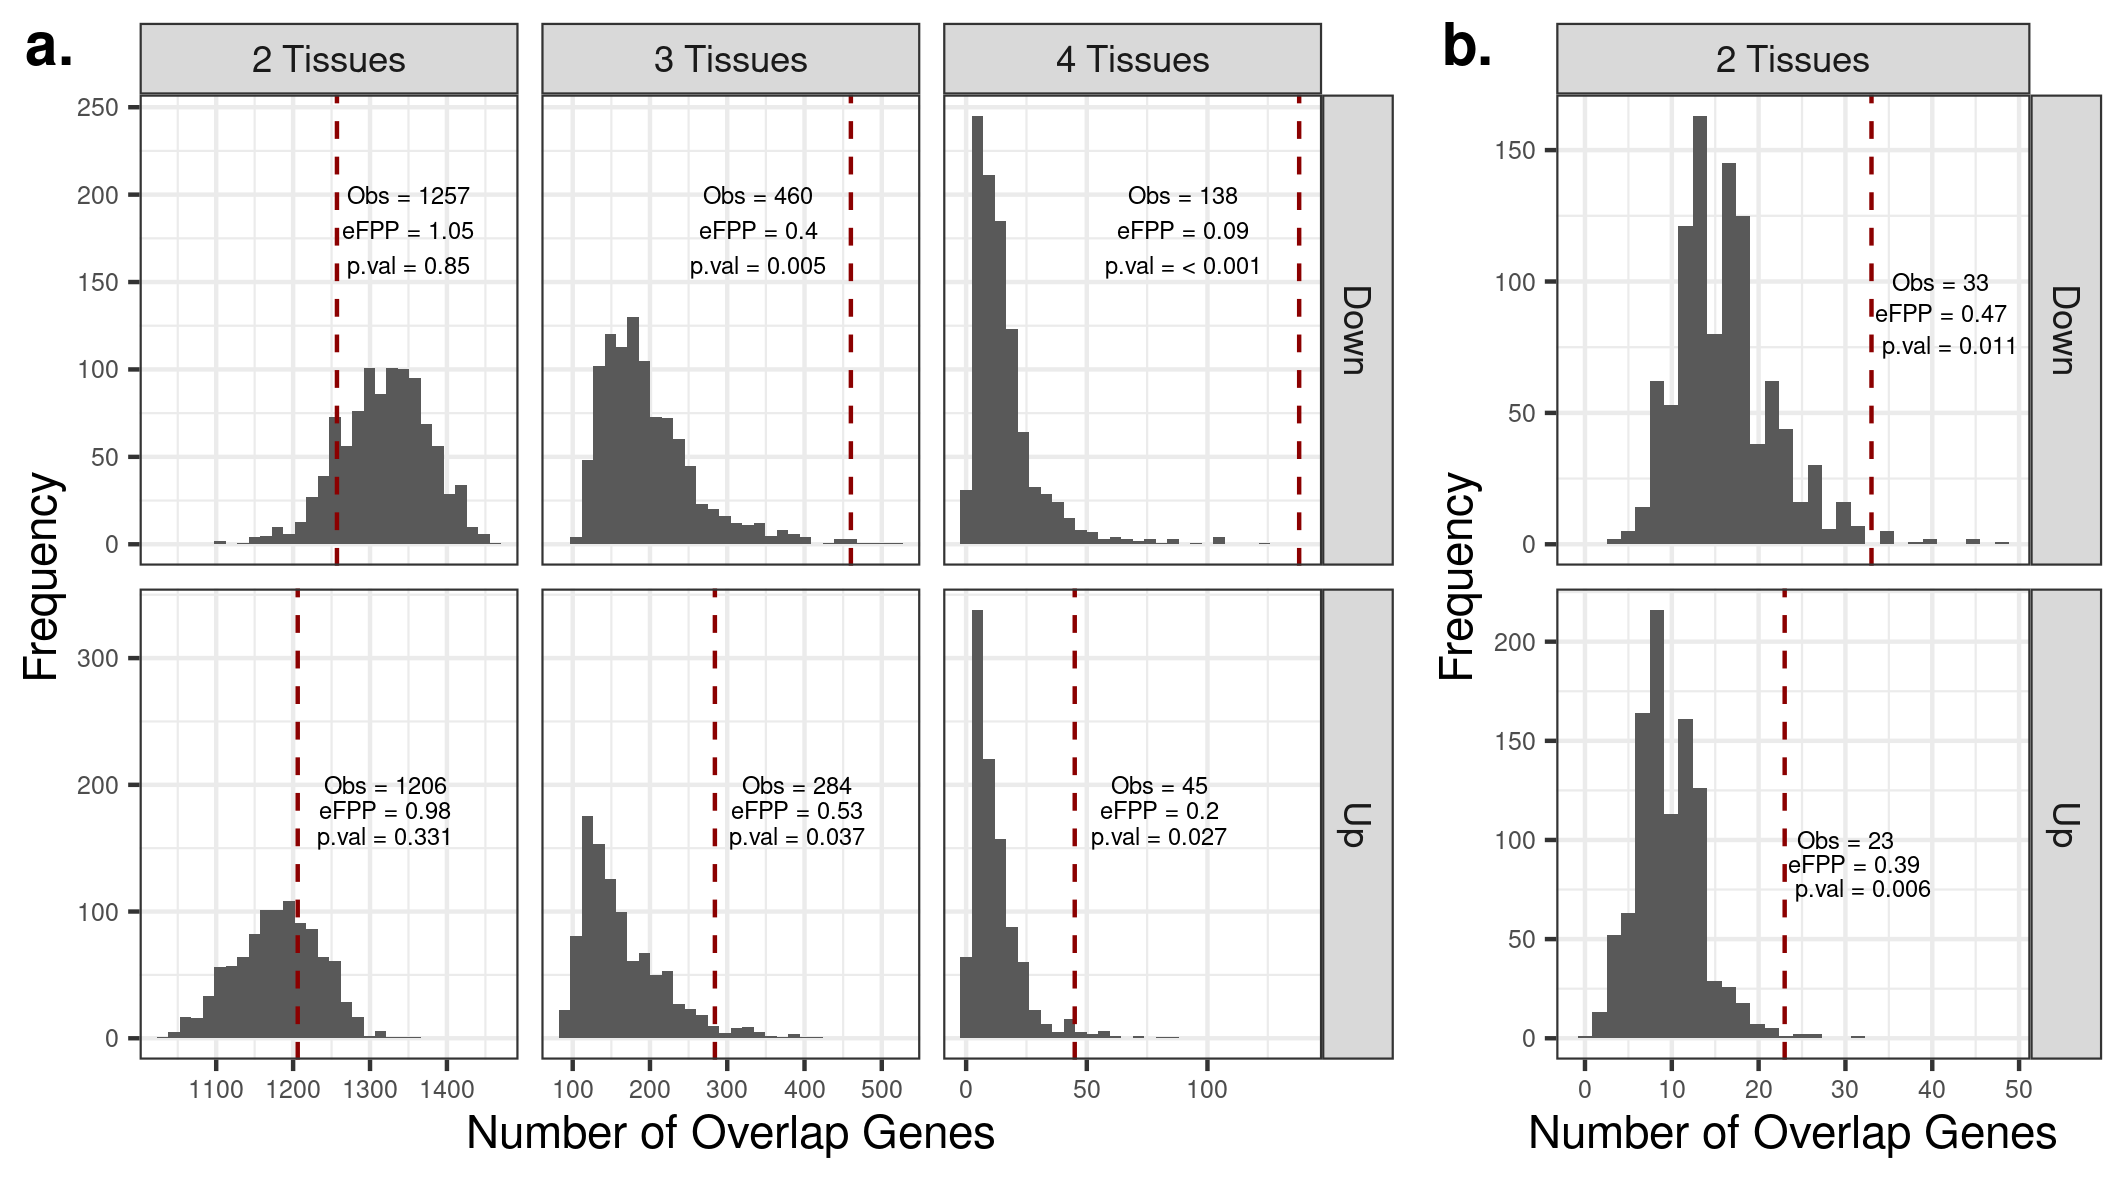 a.
2 Tissues
3 Tissues
4 Tissues
Frequency
250
200
150
100
50
0
Obs = 1257
eFPP = 1.05
p.val = 0.85
Obs = 460
eFPP = 0.4
p.val = 0.005
Obs = 138
eFPP = 0.09
p.val = < 0.001
Down
300
200
100
0
Obs = 1206
eFPP = 0.98
p.val = 0.331
Obs = 284
eFPP = 0.53
p.val = 0.037
Obs = 45
eFPP = 0.2
p.val = 0.027
Up
1100 1200 1300 1400
100 200 300 400 500
0 50 100
Number of Overlap Genes
b.
2 Tissues
Frequency
150
100
50
0
Obs = 33
eFPP = 0.47
p.val = 0.011
Down
200
150
100
50
0
Obs = 23
eFPP = 0.39
p.val = 0.006
Up
0 10 20 30 40 50
Number of Overlap Genes